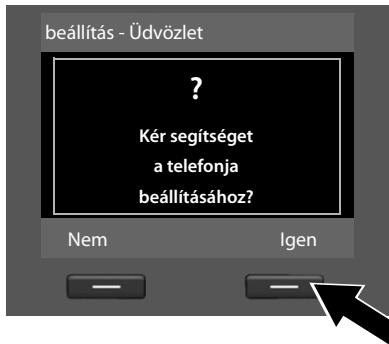 beállítás - Üdvözlet
?
Kér segítséget
a telefonja
beállításához?
Nem Igen